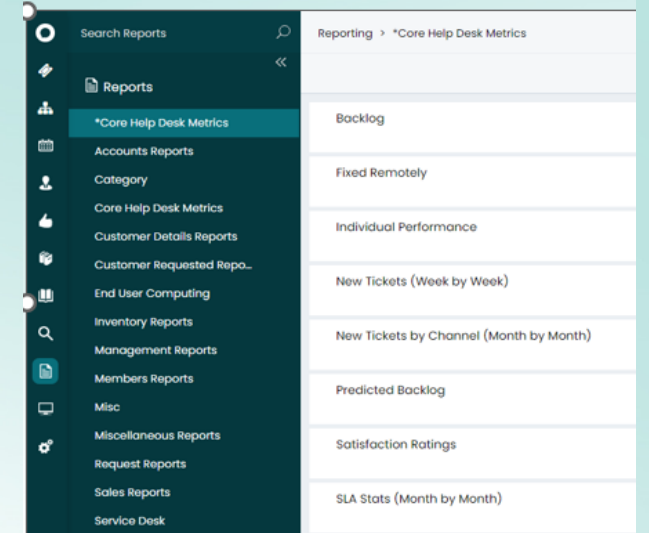 Search Reports
Reports
*Core Help Desk Metrics
Accounts Reports
Category
Core Help Desk Metrics
Customer Details Reports
Customer Requested Repo...
End User Computing
Inventory Reports
Management Reports
Members Reports
Misc
Miscellaneous Reports
Request Reports
Sales Reports
Service Desk
Reporting > *Core Help Desk Metrics
Backlog
Fixed Remotely
Individual Performance
New Tickets (Week by Week)
New Tickets by Channel (Month by Month)
Predicted Backlog
Satisfaction Ratings
SLA Stats (Month by Month)